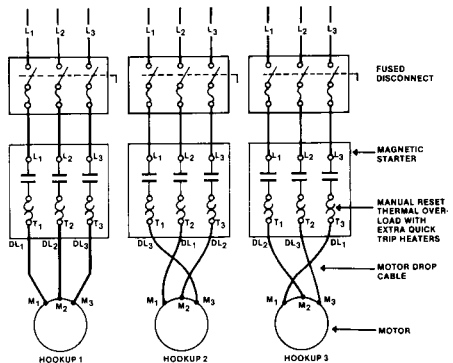 L1 L2 L3 L1 L2 L3 L1 L2 L3
FUSED
DISCONNECT
L1 L2 L3 L1 L2 L3 L1 L2 L3
MAGNETIC
STARTER
MANUAL RESET
THERMAL OVER-
LOAD WITH
EXTRA QUICK
TRIP HEATERS
T1 T2 T3 T1 T2 T3 T1 T2 T3
DL1 DL2 DL3 DL3 DL1 DL2 DL2 DL3 DL1
MOTOR DROP
CABLE
M1 M2 M3 M1 M2 M3 M1 M2 M3
MOTOR
HOOKUP 1 HOOKUP 2 HOOKUP 3